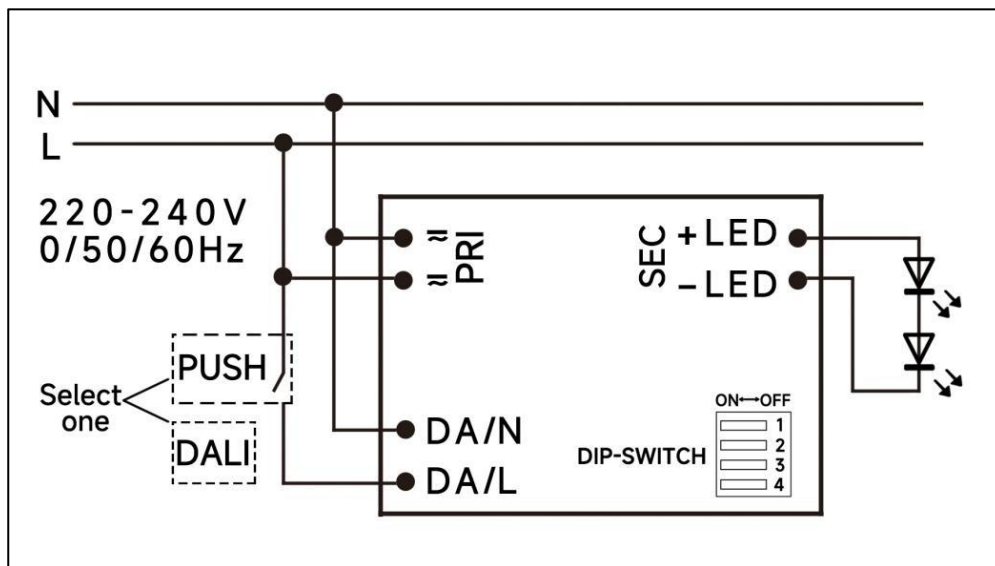 N
L
220-240V
0/50/60Hz
≂
PRI
≂
SEC
+LED
-LED
PUSH
Select
one
DALI
DA/N
DA/L
DIP-SWITCH
ON↔OFF
1
2
3
4